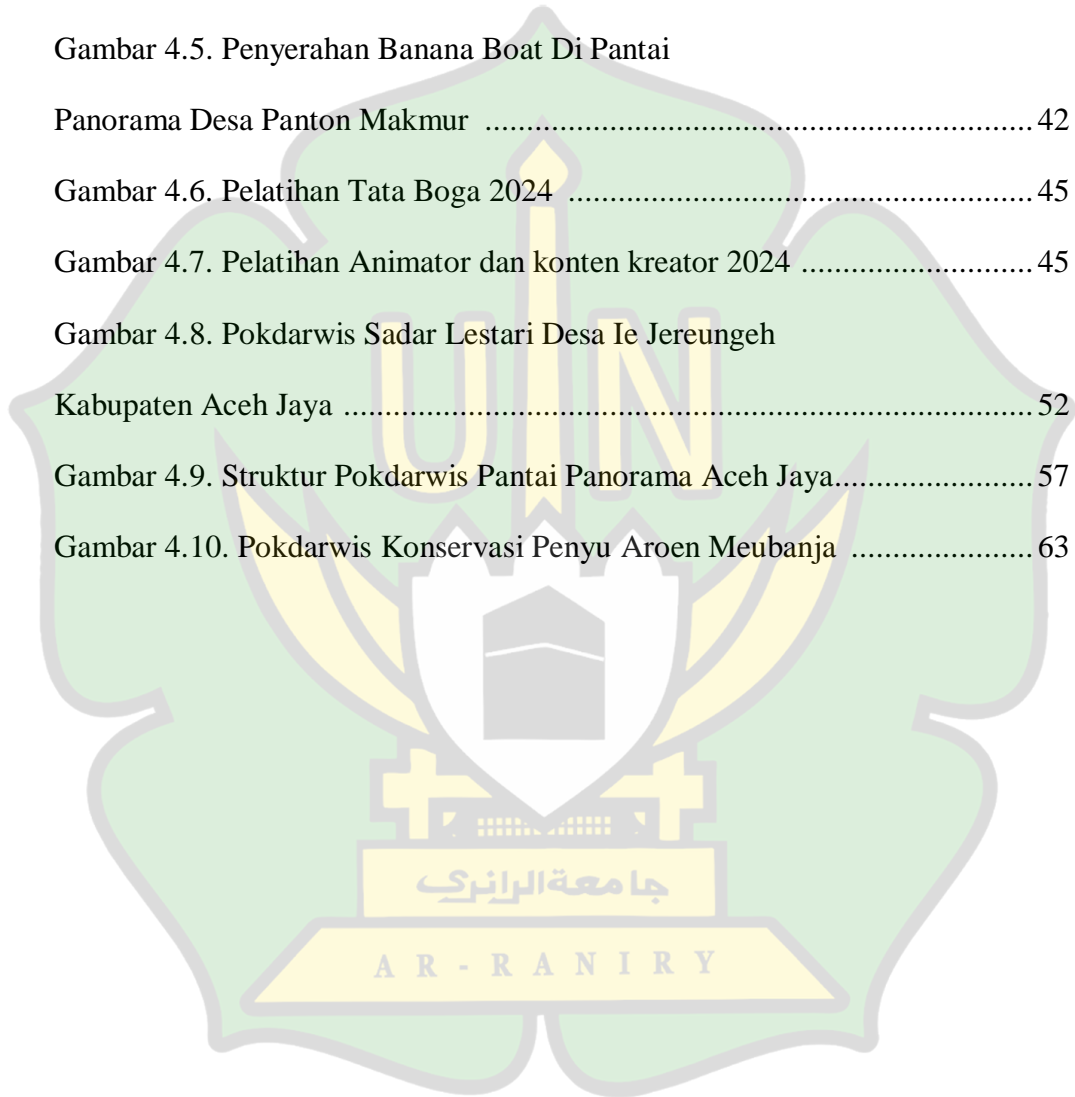 Gambar 4.5. Penyerahan Banana Boat Di Pantai
Panorama Desa Panton Makmur ................................................................... 42
Gambar 4.6. Pelatihan Tata Boga 2024 ......................................................... 45
Gambar 4.7. Pelatihan Animator dan konten kreator 2024 ............................ 45
Gambar 4.8. Pokdarwis Sadar Lestari Desa Ie Jereungeh
Kabupaten Aceh Jaya .................................................................................... 52
Gambar 4.9. Struktur Pokdarwis Pantai Panorama Aceh Jaya........................ 57
Gambar 4.10. Pokdarwis Konservasi Penyu Aroen Meubanja ...................... 63
UIN
جامعةالرانري
AR-RANIRY